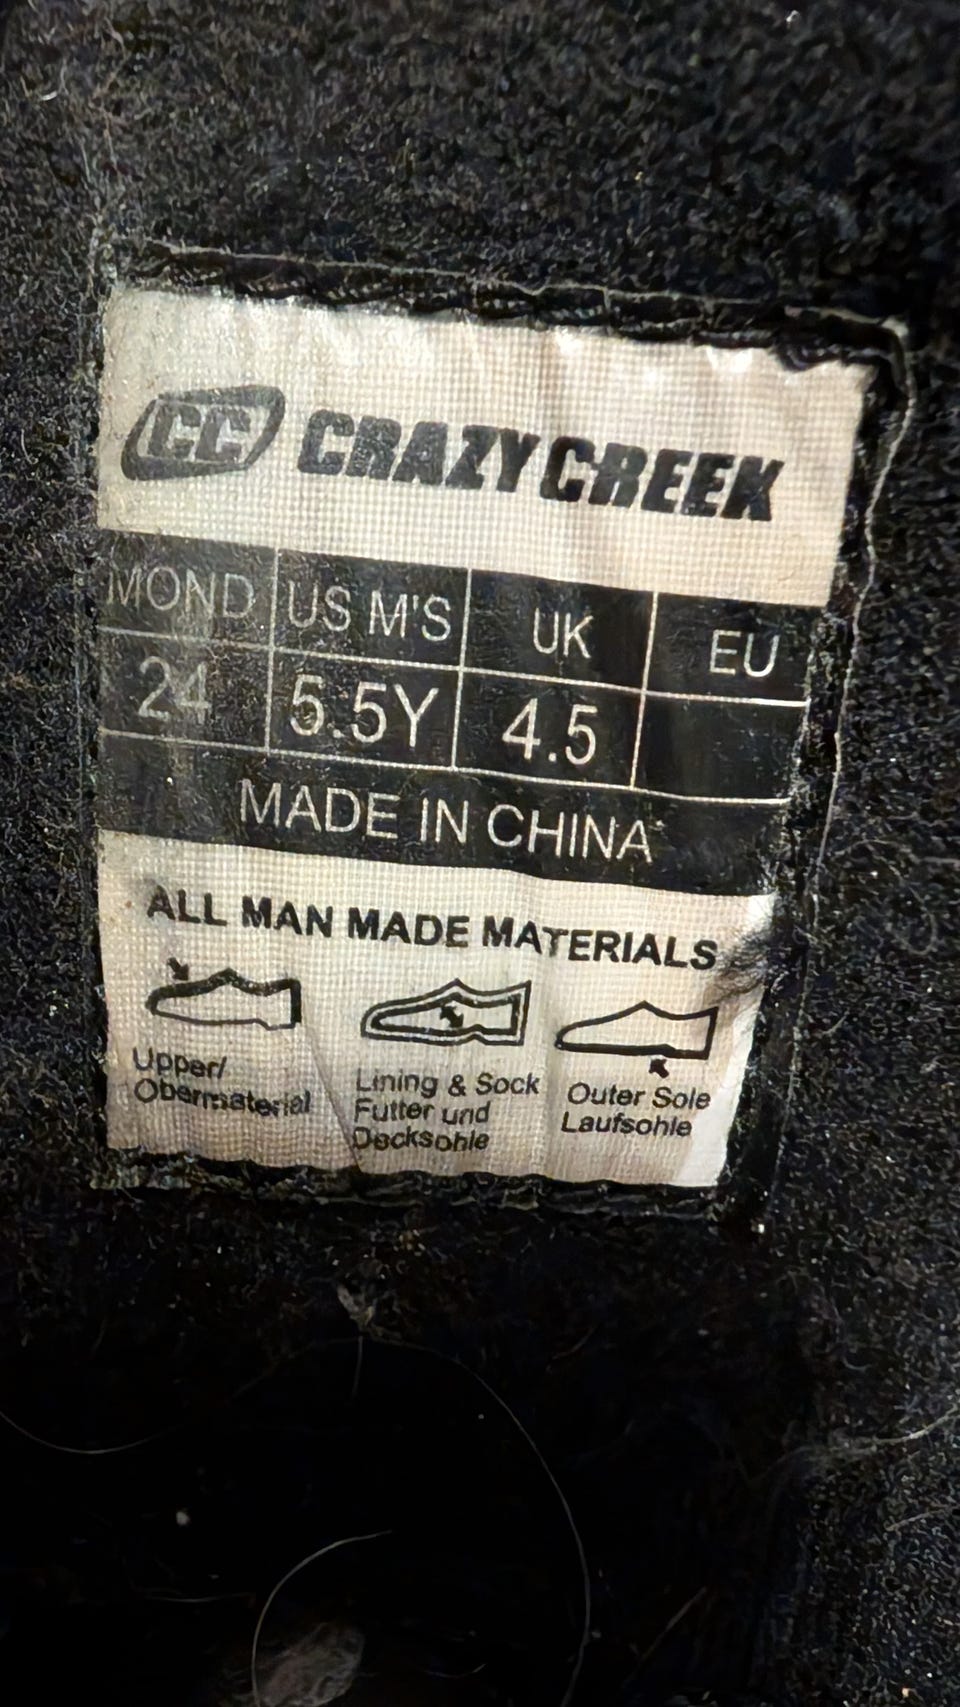 CC CRAZY CREEK
MOND US M'S UK EU
24 5.5Y 4.5
MADE IN CHINA
ALL MAN MADE MATERIALS
Upper/
Obermaterial
Lining & Sock
Futter und
Decksohle
Outer Sole
Laufsohle